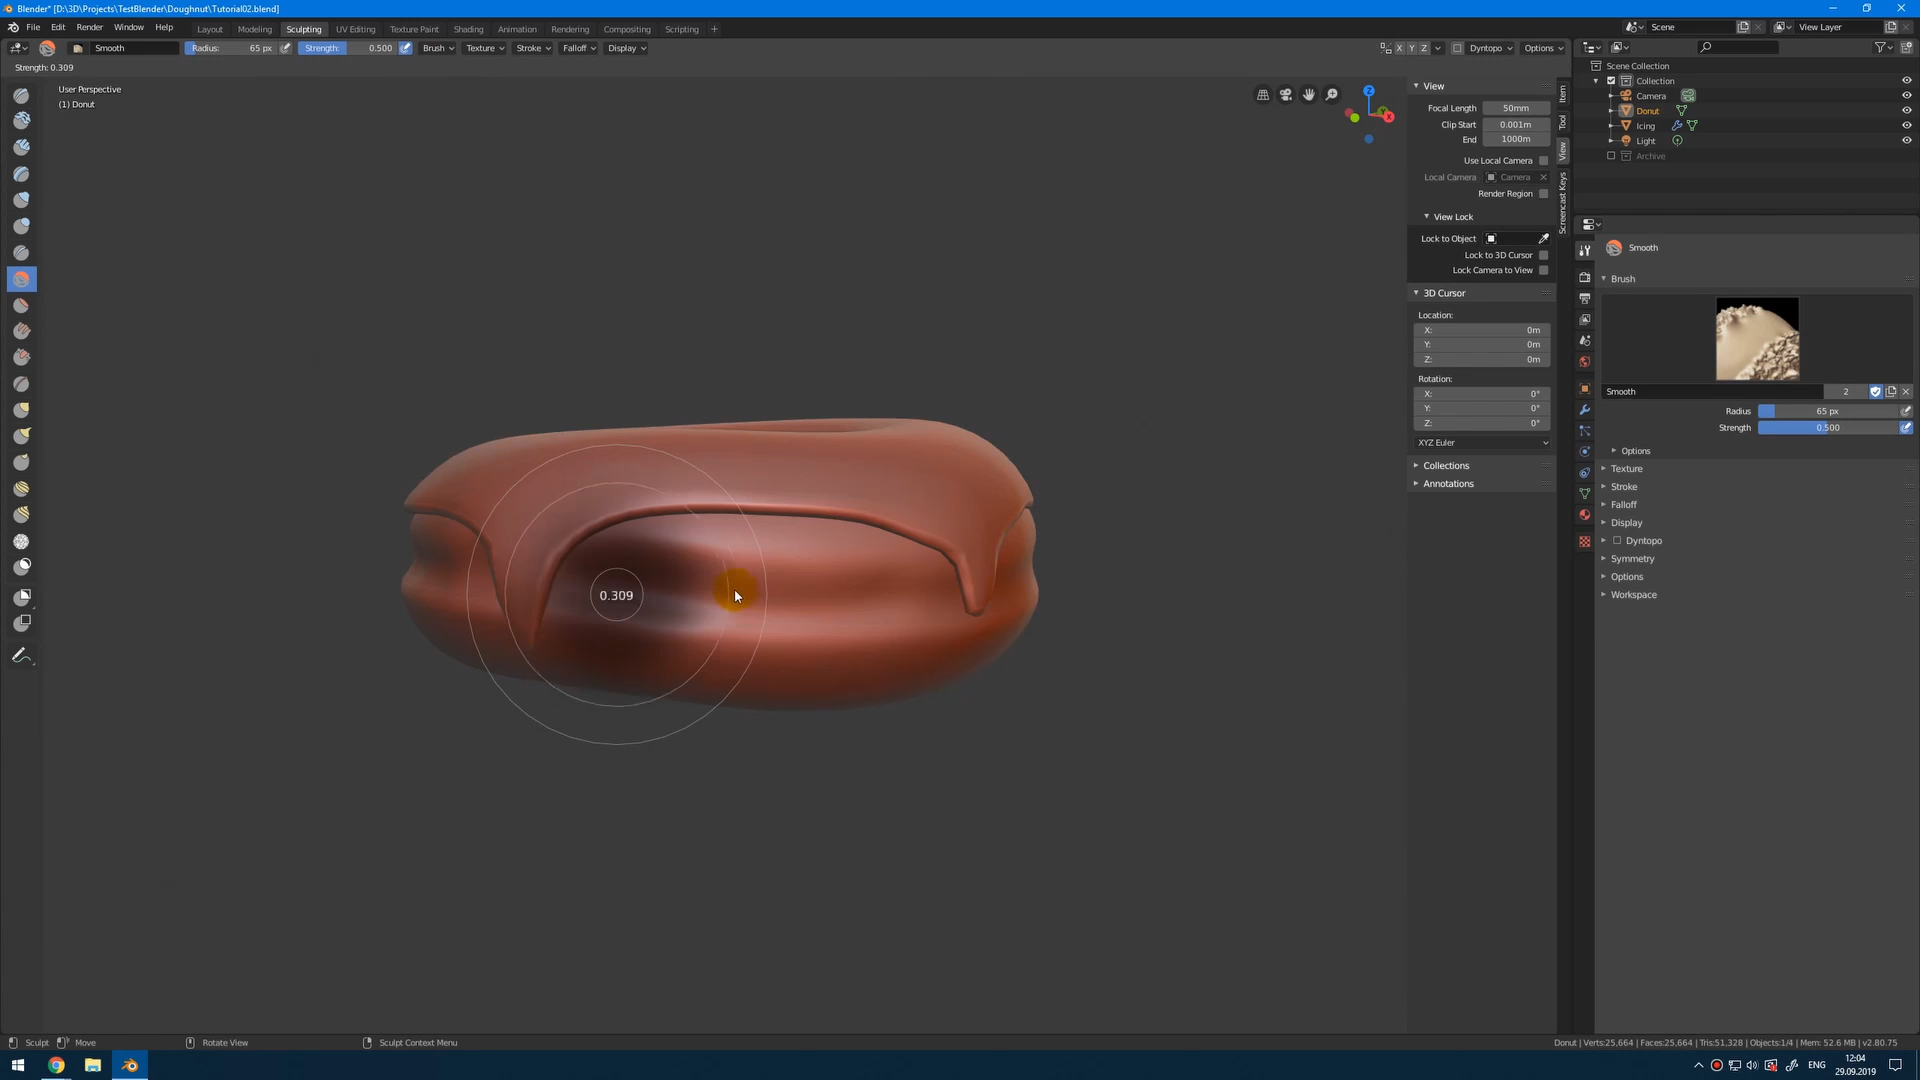 Blender* [D:\3D\Projects\TestBlender\Doughnut\Tutorial02.blend]
File Edit Render Window Help
Layout Modeling Sculpting UV Editing Texture Paint Shading Animation Rendering Compositing Scripting +
Scene
View Layer
Smooth Radius: 65 px Strength: 0.500 Brush Texture Stroke Falloff Display
X Y Z Dyntopo Options
Strength: 0.309
User Perspective
(1) Donut
Z
Y
X
0.309
View
Focal Length 50mm
Clip Start 0.001m
End 1000m
Use Local Camera
Local Camera Camera
Render Region
View Lock
Lock to Object
Lock to 3D Cursor
Lock Camera to View
3D Cursor
Location:
X: 0m
Y: 0m
Z: 0m
Rotation:
X: 0°
Y: 0°
Z: 0°
XYZ Euler
Collections
Annotations
Item
Tool
View
Screencast Keys
Scene Collection
Collection
Camera
Donut
Icing
Light
Archive
Smooth
Brush
Smooth 2
Radius 65 px
Strength 0.500
Options
Texture
Stroke
Falloff
Display
Dyntopo
Symmetry
Options
Workspace
Sculpt Move Rotate View Sculpt Context Menu
Donut | Verts:25,664 | Faces:25,664 | Tris:51,328 | Objects:1/4 | Mem: 52.6 MB | v2.80.75
ENG
12:04
29.09.2019